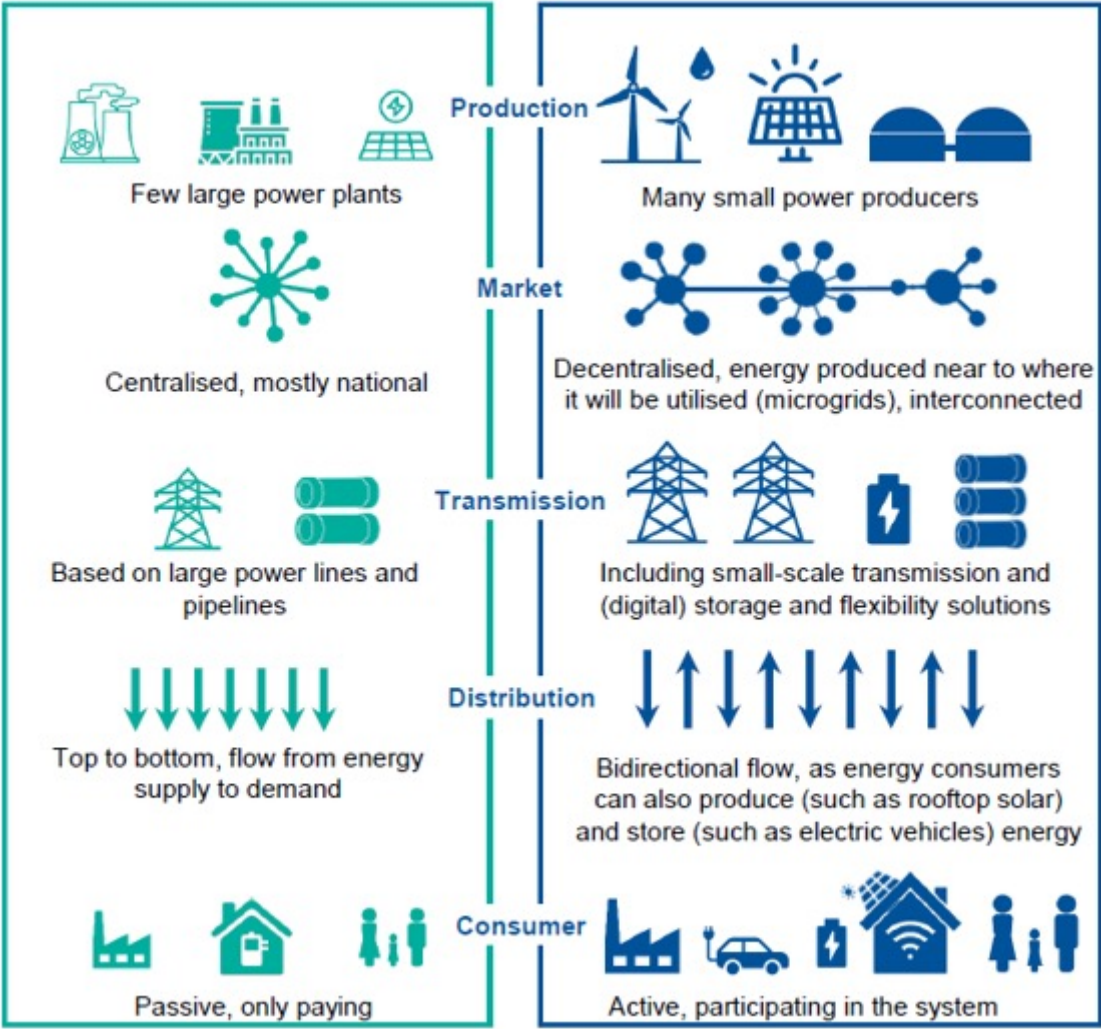 Production
Few large power plants
Many small power producers
Market
Centralised, mostly national
Decentralised, energy produced near to where
it will be utilised (microgrids), interconnected
Transmission
Based on large power lines and
pipelines
Including small-scale transmission and
(digital) storage and flexibility solutions
Distribution
Top to bottom, flow from energy
supply to demand
Bidirectional flow, as energy consumers
can also produce (such as rooftop solar)
and store (such as electric vehicles) energy
Consumer
Passive, only paying
Active, participating in the system